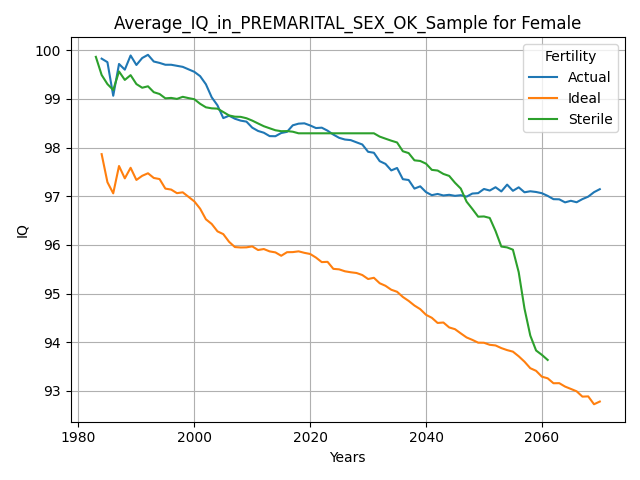 Average_IQ_in_PREMARITAL_SEX_OK_Sample for Female
Fertility
Actual
Ideal
Sterile
IQ
100
99
98
97
96
95
94
93
1980
2000
2020
2040
2060
Years